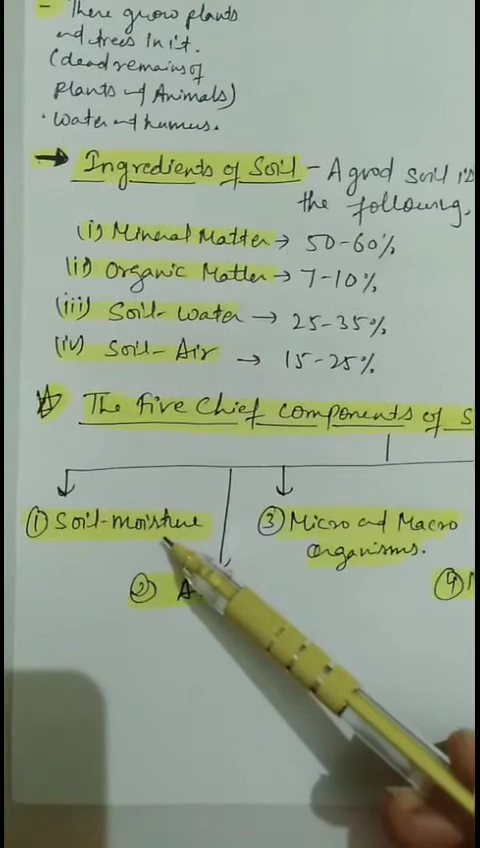 - There grow plants
and trees in it.
(dead remains of
plants and Animals)
• Water and humus.
→ Ingredients of Soil - A good soil is
the following,
(i) Mineral Matter → 50-60%
(ii) Organic Matter → 7-10%
(iii) Soil-Water → 25-35%
(iv) Soil-Air → 15-25%
The Five Chief components of S
① Soil-moisture
③ Micro and Macro
organisms.
② A
④